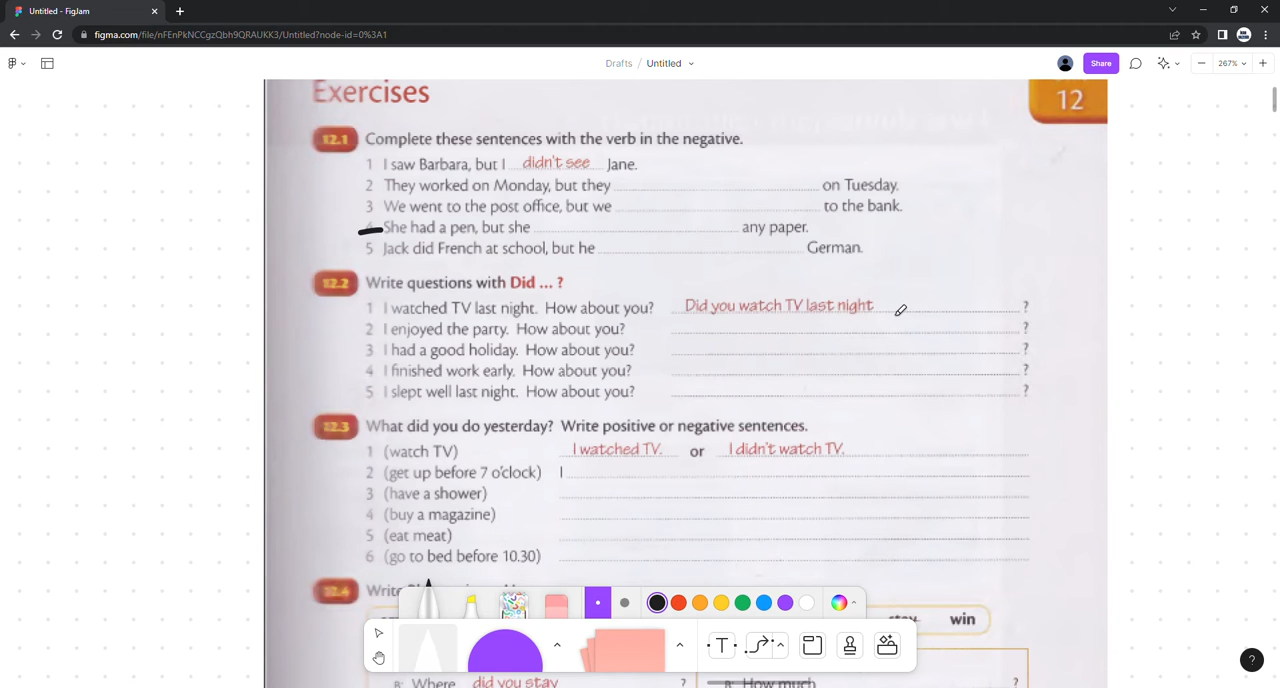 Untitled - FigJam
figma.com/file/nFEnPkNCCgzQbh9QRAUKK3/Untitled?node-id=0%3A1
Drafts / Untitled
Share
267%
Exercises
12
12.1 Complete these sentences with the verb in the negative.
1 I saw Barbara, but I didn't see Jane.
2 They worked on Monday, but they on Tuesday.
3 We went to the post office, but we to the bank.
4 She had a pen, but she any paper.
5 Jack did French at school, but he German.
12.2 Write questions with Did ... ?
1 I watched TV last night. How about you? Did you watch TV last night ?
2 I enjoyed the party. How about you? ?
3 I had a good holiday. How about you? ?
4 I finished work early. How about you? ?
5 I slept well last night. How about you? ?
12.3 What did you do yesterday? Write positive or negative sentences.
1 (watch TV) I watched TV. or I didn't watch TV.
2 (get up before 7 o'clock) I
3 (have a shower)
4 (buy a magazine)
5 (eat meat)
6 (go to bed before 10.30)
12.4 Write
stay win
T
B: Where did you stay ? B: How much ?
?